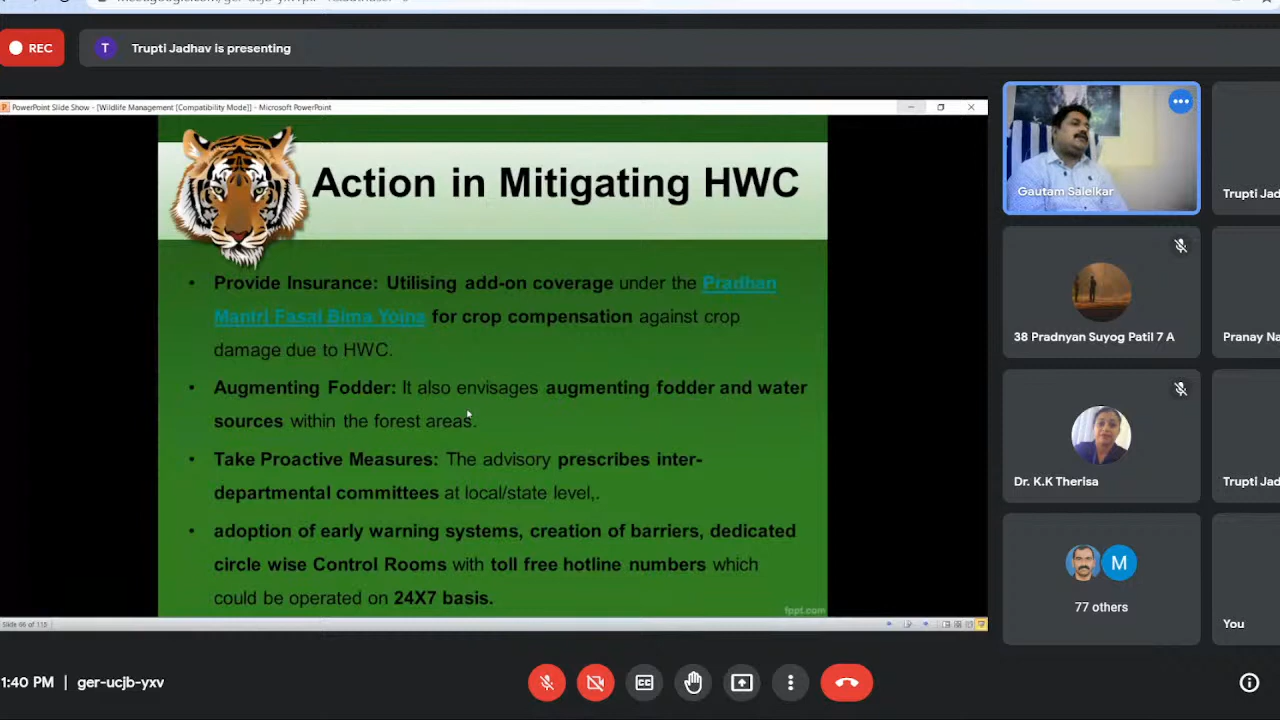 REC
T
Trupti Jadhav is presenting
PowerPoint Slide Show - [Wildlife Management [Compatibility Mode]] - Microsoft PowerPoint
Action in Mitigating HWC
• Provide Insurance: Utilising add-on coverage under the Pradhan
Mantri Fasal Bima Yojna for crop compensation against crop
damage due to HWC.
• Augmenting Fodder: It also envisages augmenting fodder and water
sources within the forest areas.
• Take Proactive Measures: The advisory prescribes inter-
departmental committees at local/state level,.
• adoption of early warning systems, creation of barriers, dedicated
circle wise Control Rooms with toll free hotline numbers which
could be operated on 24X7 basis.
fppt.com
Slide 66 of 115
Gautam Salelkar
Trupti Jad
38 Pradnyan Suyog Patil 7 A
Pranay Na
Dr. K.K Therisa
Trupti Jad
M
77 others
You
1:40 PM | ger-ucjb-yxv